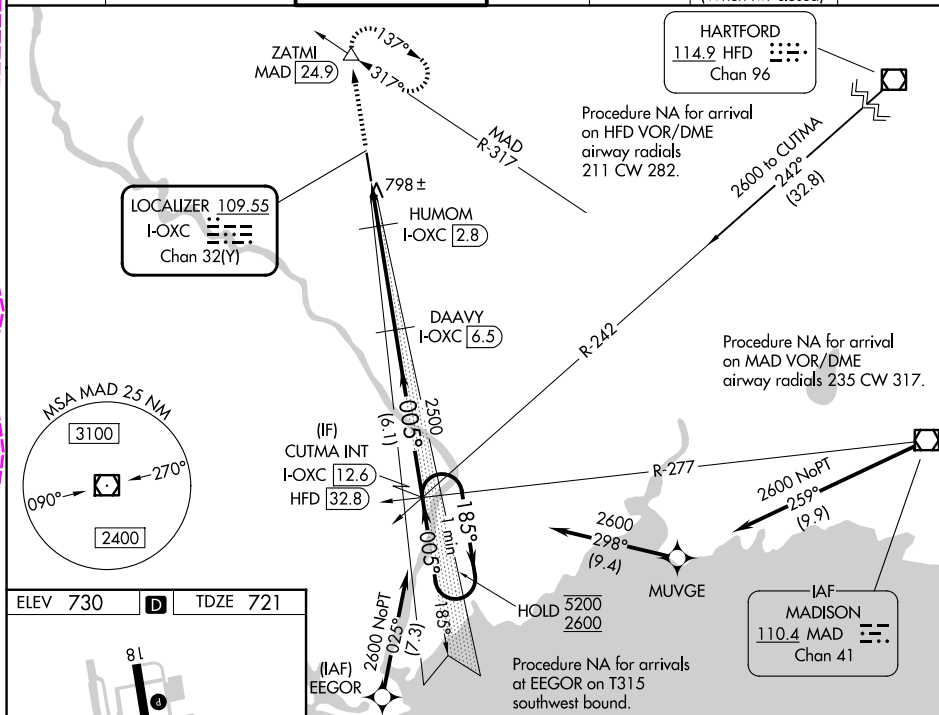 ZATMI
MAD 24.9
137°
317°
MAD
R-317
HARTFORD
114.9 HFD
Chan 96
Procedure NA for arrival
on HFD VOR/DME
airway radials
211 CW 282.
2600 to CUTMA
242°
(32.8)
R-242
LOCALIZER 109.55
I-OXC
Chan 32(Y)
798 ±
HUMOM
I-OXC 2.8
DAAVY
I-OXC 6.5
Procedure NA for arrival
on MAD VOR/DME
airway radials 235 CW 317.
MSA MAD 25 NM
3100
090°
270°
2400
005°
2500
(6.1)
(IF)
CUTMA INT
I-OXC 12.6
HFD 32.8
R-277
2600 NoPT
259°
(9.9)
185°
1 min
005°
185°
2600
298°
(9.4)
MUVGE
HOLD 5200
2600
IAF
MADISON
110.4 MAD
Chan 41
2600 NoPT
025°
(7.3)
(IAF)
EEGOR
Procedure NA for arrivals
at EEGOR on T315
southwest bound.
ELEV 730
D
TDZE 721
18
P